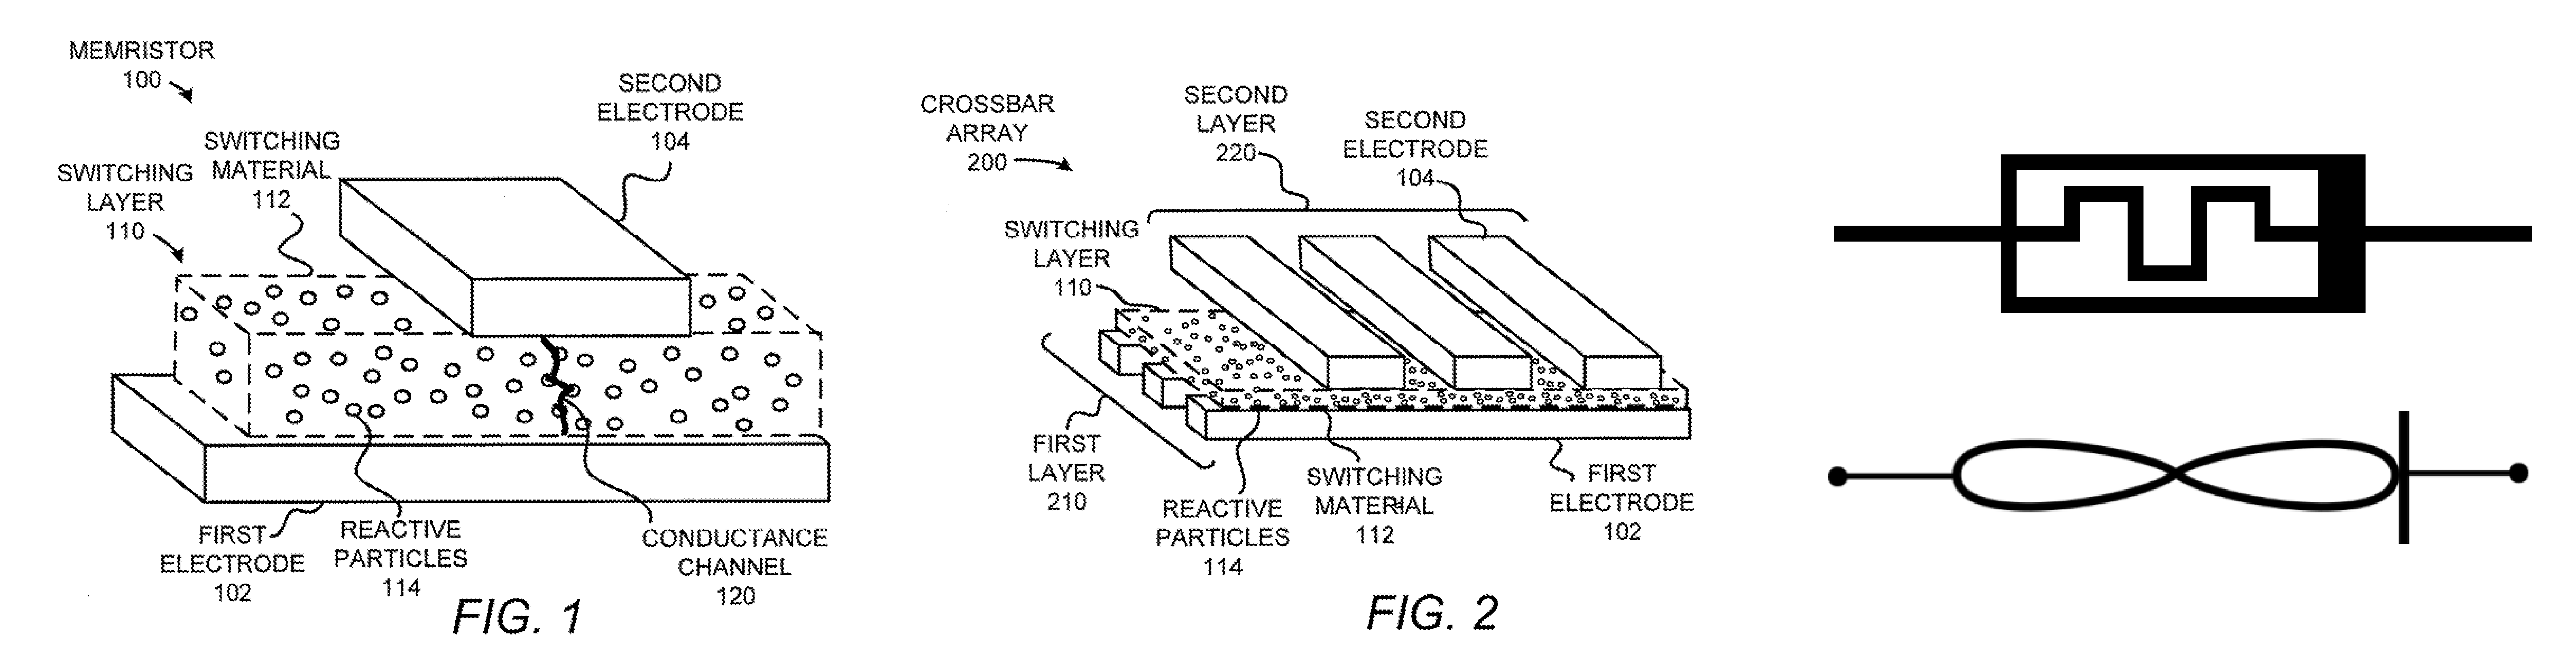 MEMRISTOR
100
SWITCHING
LAYER
110
SWITCHING
MATERIAL
112
SECOND
ELECTRODE
104
FIRST
ELECTRODE
102
REACTIVE
PARTICLES
114
CONDUCTANCE
CHANNEL
120
FIG. 1
CROSSBAR
ARRAY
200
SECOND
LAYER
220
SECOND
ELECTRODE
104
SWITCHING
LAYER
110
FIRST
LAYER
210
REACTIVE
PARTICLES
114
SWITCHING
MATERIAL
112
FIRST
ELECTRODE
102
FIG. 2